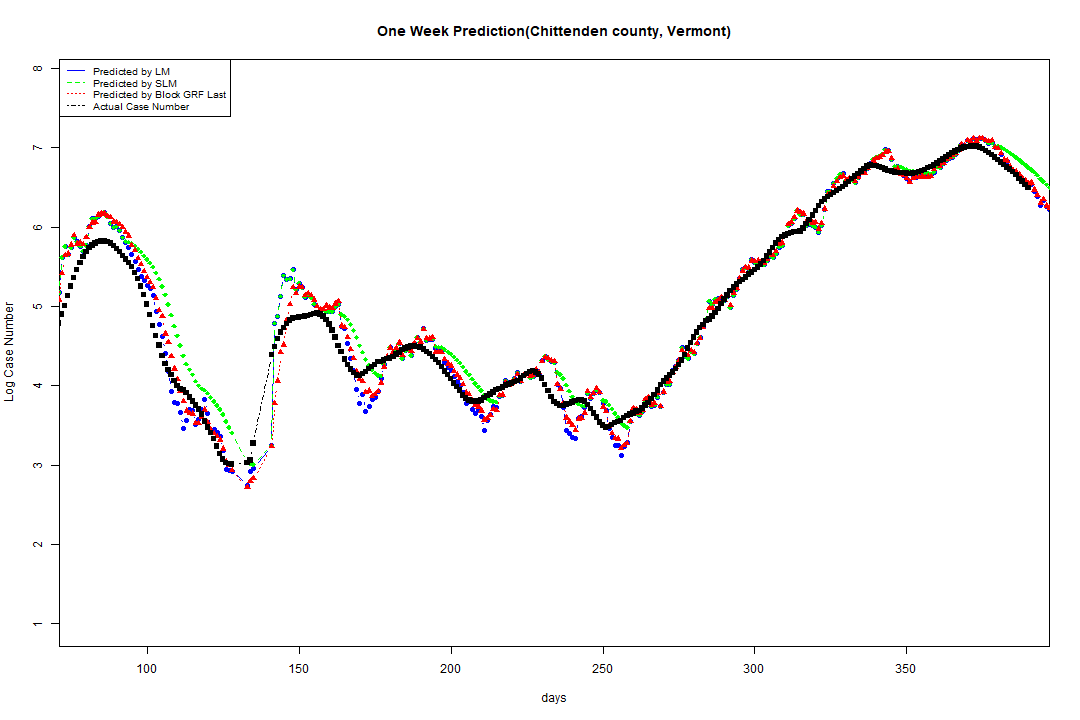 One Week Prediction(Chittenden county, Vermont)
Predicted by LM
Predicted by SLM
Predicted by Block GRF Last
Actual Case Number
Log Case Number
8
7
6
5
4
3
2
1
100 150 200 250 300 350
days